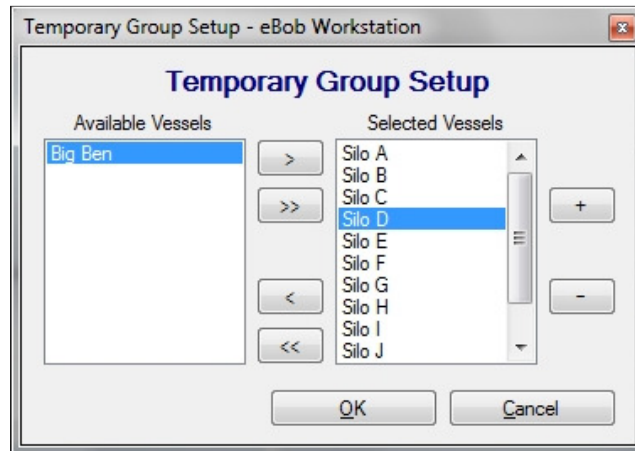 Temporary Group Setup - eBob Workstation
x
Temporary Group Setup
Available Vessels
Selected Vessels
Big Ben
>
>>
<
<<
Silo A
Silo B
Silo C
Silo D
Silo E
Silo F
Silo G
Silo H
Silo I
Silo J
+
-
OK
Cancel